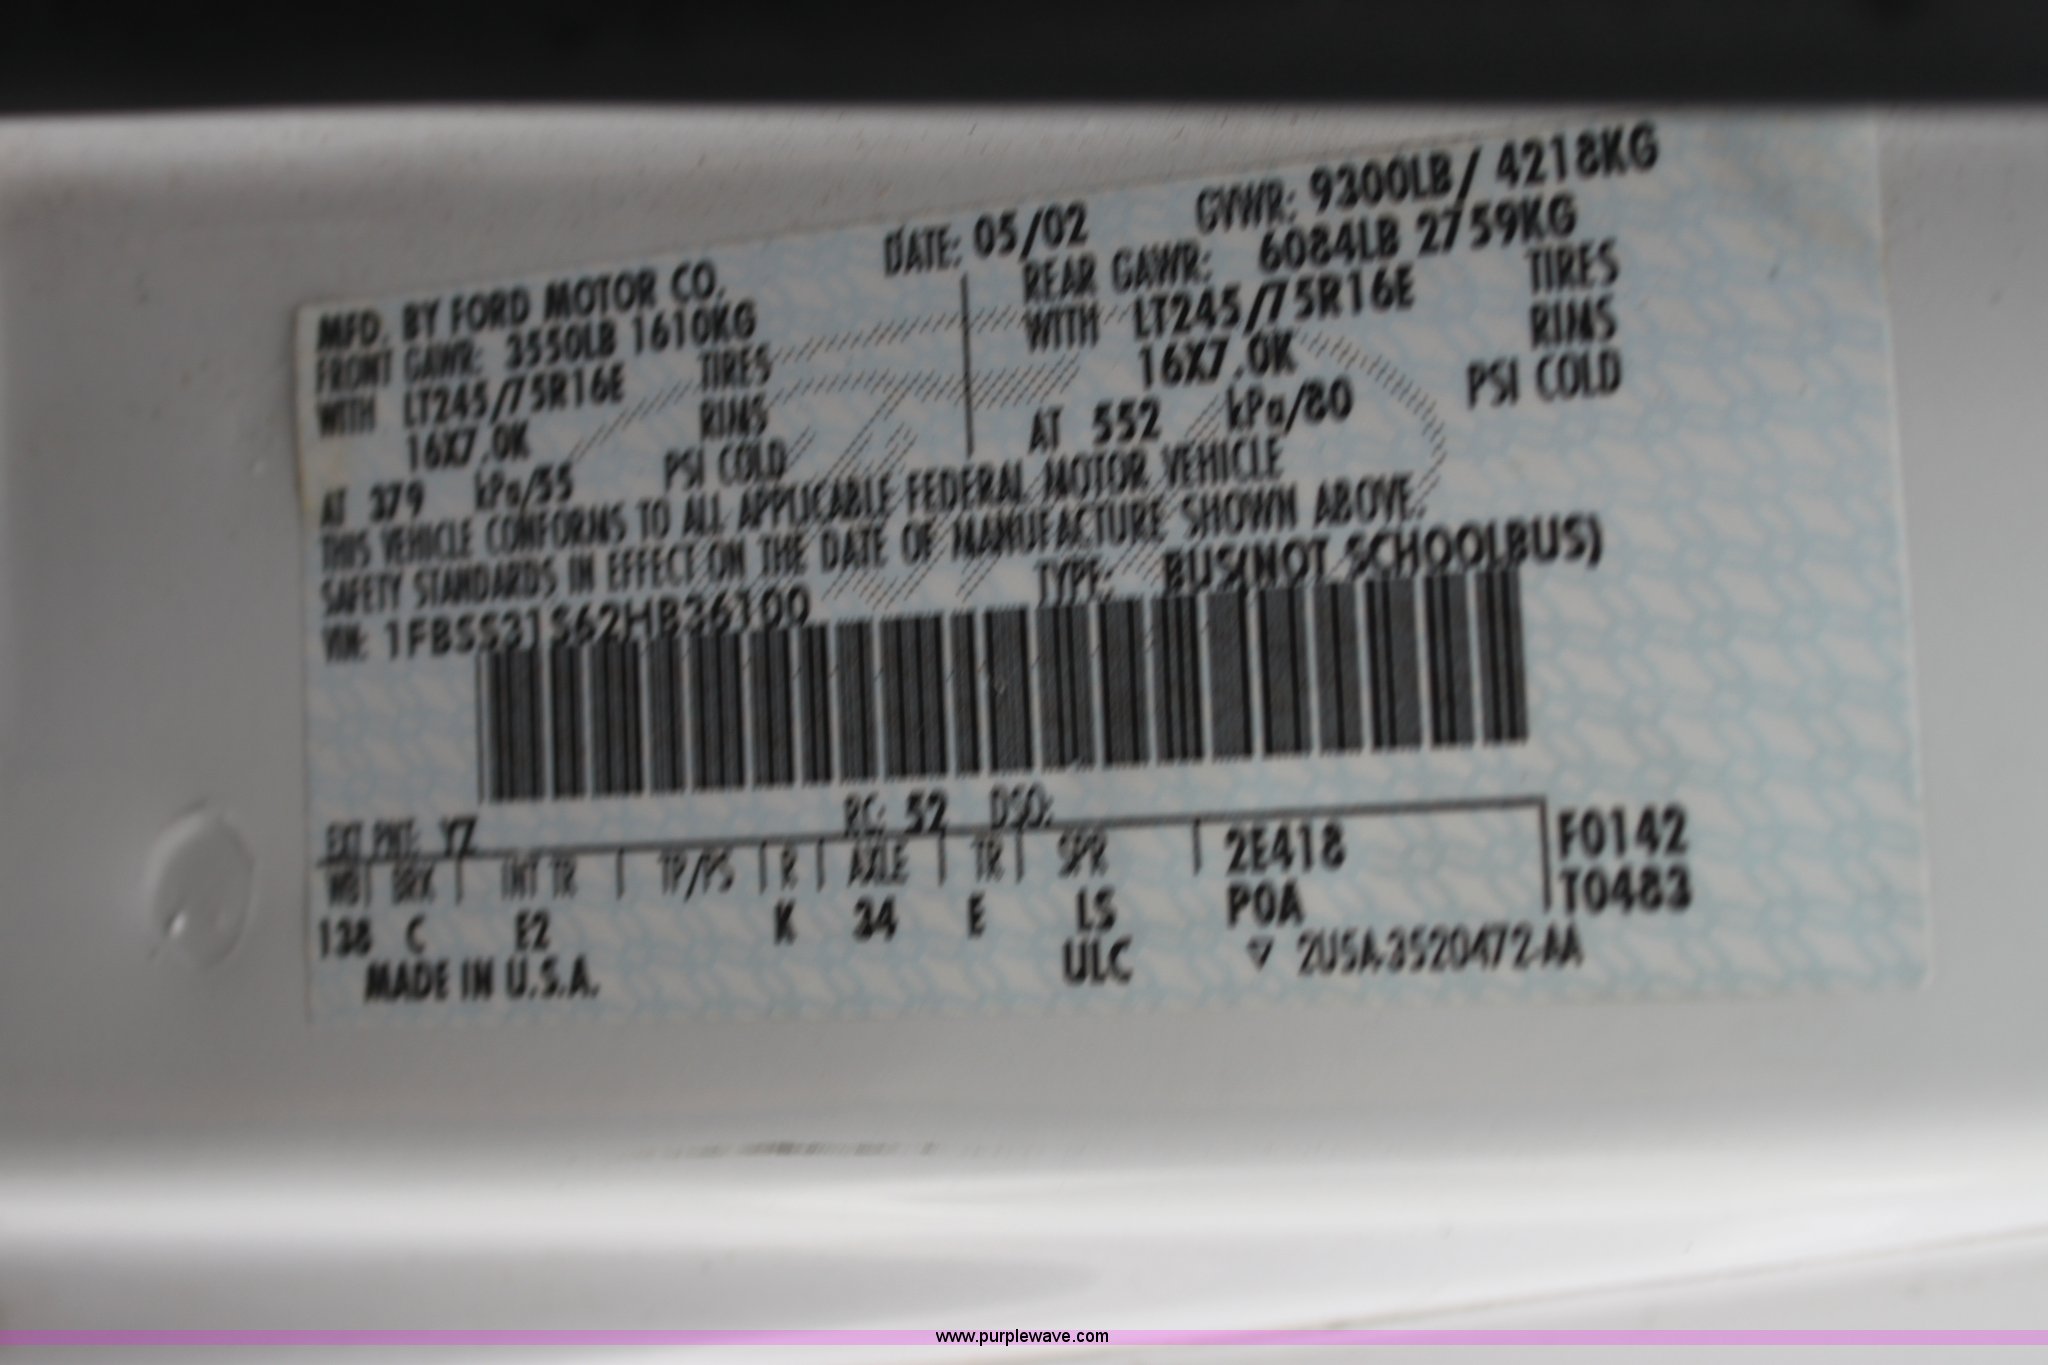 MFD. BY FORD MOTOR CO. DATE: 05/02 GVWR: 9300LB/ 4218KG
FRONT GAWR: 3550LB 1610KG REAR GAWR: 6084LB 2759KG
WITH LT245/75R16E TIRES WITH LT245/75R16E TIRES
16X7.0K RIMS 16X7.0K RIMS
AT 379 kPa/55 PSI COLD AT 552 kPa/80 PSI COLD
THIS VEHICLE CONFORMS TO ALL APPLICABLE FEDERAL MOTOR VEHICLE
SAFETY STANDARDS IN EFFECT ON THE DATE OF MANUFACTURE SHOWN ABOVE.
VIN: 1FBSS31S62HB36100 TYPE: BUS(NOT SCHOOLBUS)
EXT PNT: YZ RC: 52 DSO:
WB BRK INT TR TP/PS R AXLE TR SPR 2E418 F0142
138 C E2 K 34 E LS POA T0483
MADE IN U.S.A. ULC ▽ 2U5A-3520472-AA
www.purplewave.com